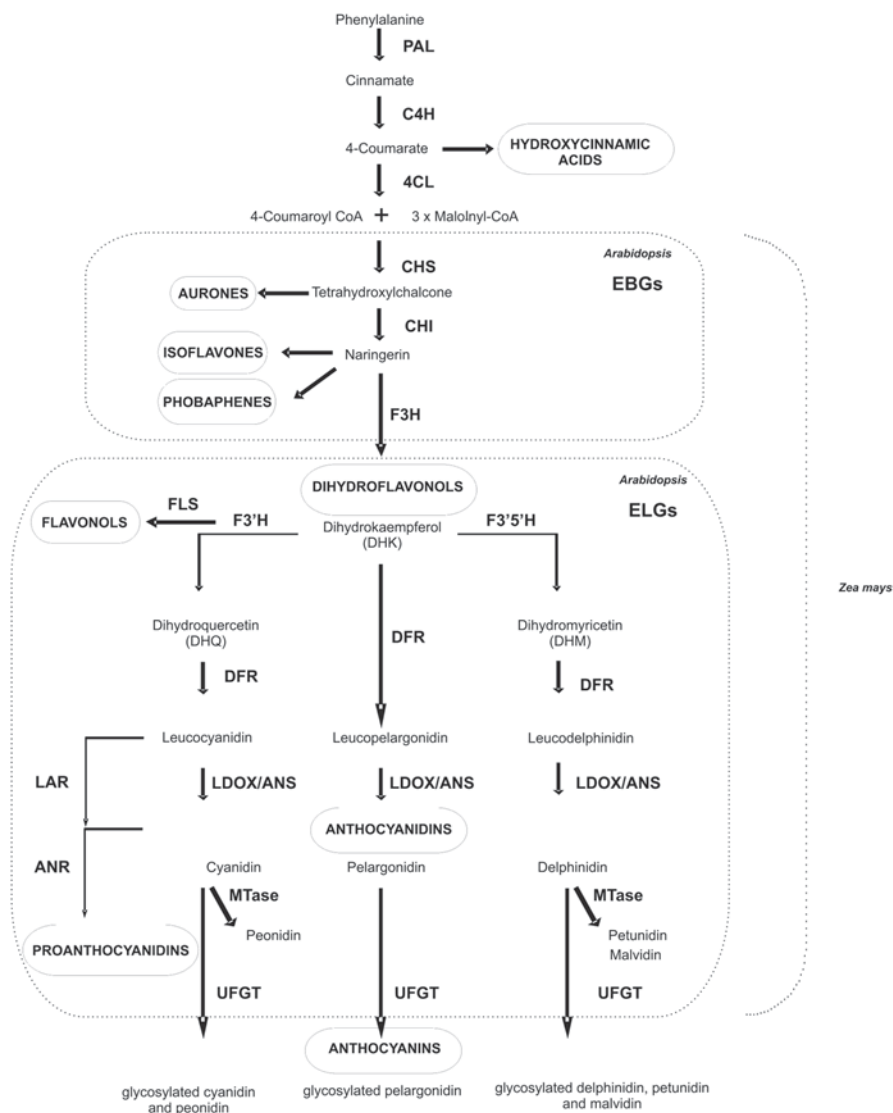 Phenylalanine
PAL
Cinnamate
C4H
4-Coumarate
HYDROXYCINNAMIC
ACIDS
4CL
4-Coumaroyl CoA + 3 x Malolnyl-CoA
Arabidopsis
EBGs
CHS
AURONES
Tetrahydroxylchalcone
CHI
ISOFLAVONES
Naringerin
PHOBAPHENES
F3H
Arabidopsis
ELGs
DIHYDROFLAVONOLS
FLS
FLAVONOLS
F3'H
Dihydrokaempferol
(DHK)
F3'5'H
Zea mays
Dihydroquercetin
(DHQ)
DFR
Dihydromyricetin
(DHM)
DFR
DFR
Leucocyanidin
Leucopelargonidin
Leucodelphinidin
LAR
LDOX/ANS
LDOX/ANS
LDOX/ANS
ANTHOCYANIDINS
ANR
Cyanidin
Pelargonidin
Delphinidin
MTase
MTase
Peonidin
Petunidin
Malvidin
PROANTHOCYANIDINS
UFGT
UFGT
UFGT
ANTHOCYANINS
glycosylated cyanidin
and peonidin
glycosylated pelargonidin
glycosylated delphinidin, petunidin
and malvidin